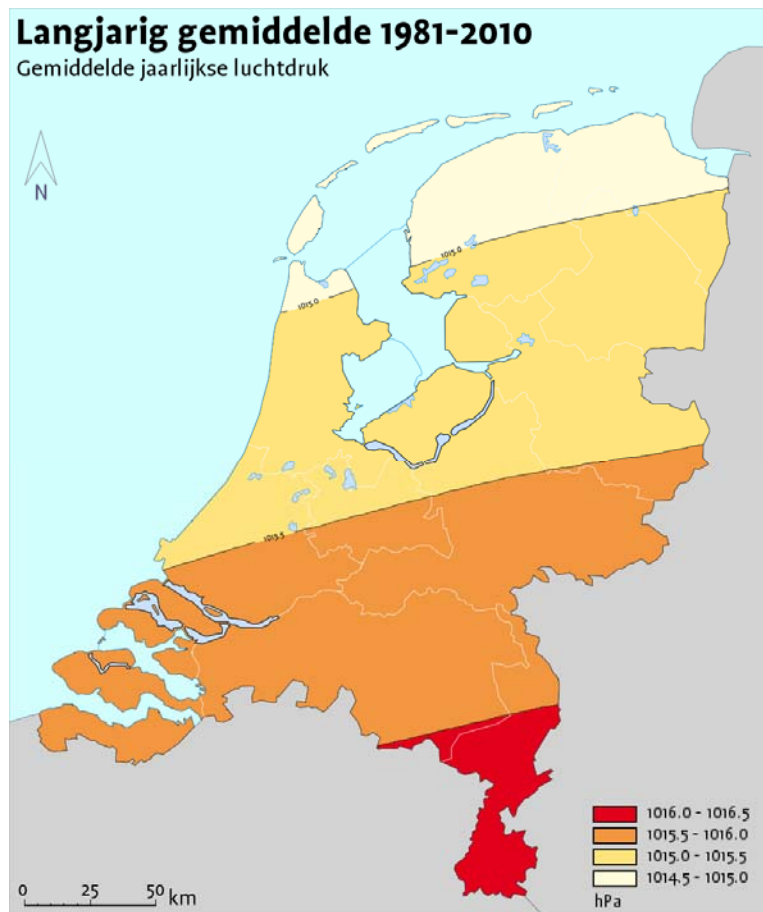 Langjarig gemiddelde 1981-2010
Gemiddelde jaarlijkse luchtdruk
N
1015.0
1015.0
1015.5
1016.0 - 1016.5
1015.5 - 1016.0
1015.0 - 1015.5
1014.5 - 1015.0
hPa
0 25 50 km